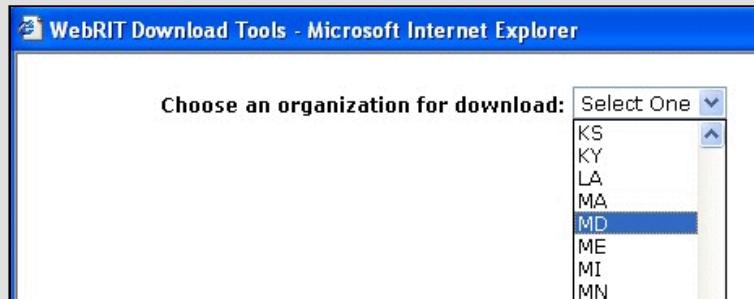 WebRIT Download Tools - Microsoft Internet Explorer
Choose an organization for download: Select One
KS
KY
LA
MA
MD
ME
MI
MN